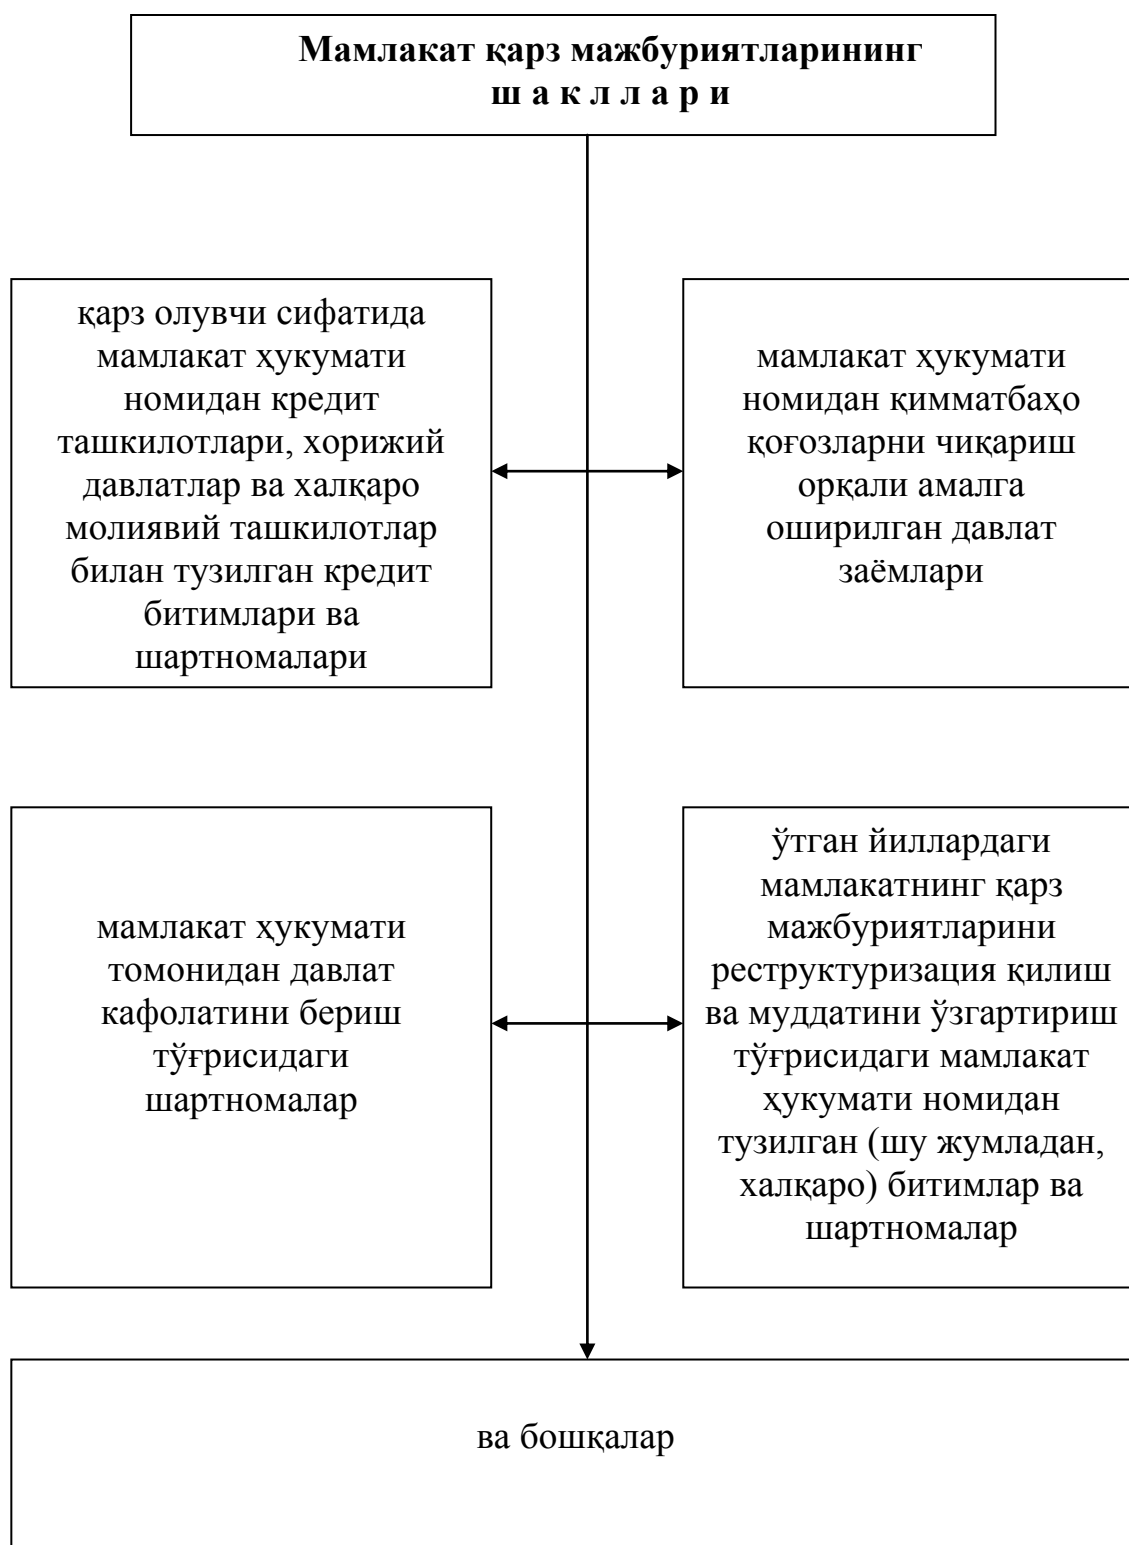 Мамлакат қарз мажбуриятларининг
ш а к л л а р и
қарз олувчи сифатида
мамлакат ҳукумати
номидан кредит
ташкилотлари, хорижий
давлатлар ва халқаро
молиявий ташкилотлар
билан тузилган кредит
битимлари ва
шартномалари
мамлакат ҳукумати
номидан қимматбаҳо
қоғозларни чиқариш
орқали амалга
оширилган давлат
заёмлари
мамлакат ҳукумати
томонидан давлат
кафолатини бериш
тўғрисидаги
шартномалар
ўтган йиллардаги
мамлакатнинг қарз
мажбуриятларини
реструктуризация қилиш
ва муддатини ўзгартириш
тўғрисидаги мамлакат
ҳукумати номидан
тузилган (шу жумладан,
халқаро) битимлар ва
шартномалар
ва бошқалар